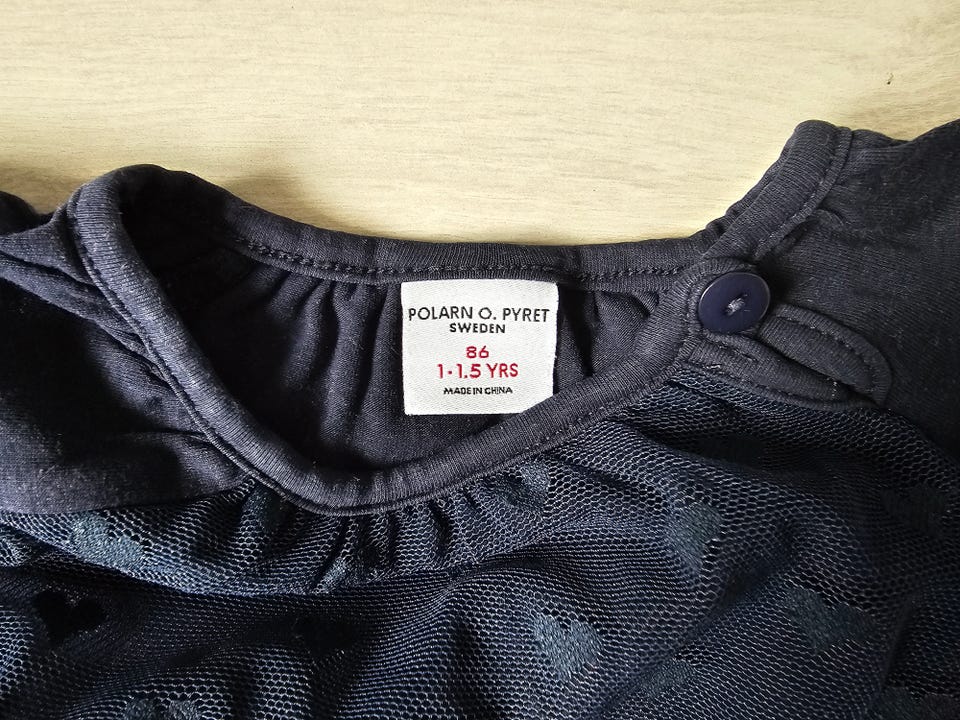 POLARN O. PYRET
SWEDEN
86
1-1.5 YRS
MADE IN CHINA